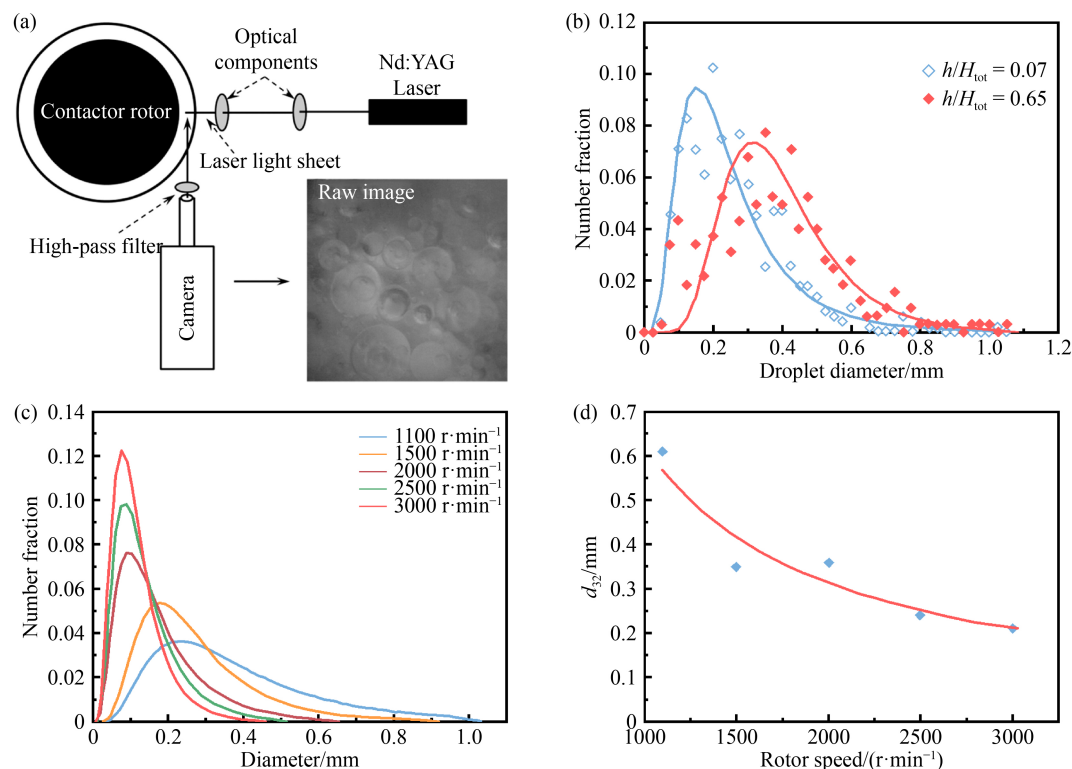 (a)
Optical
components
Nd:YAG
Laser
Contactor rotor
Laser light sheet
Raw image
High-pass filter
Camera
(b)
0.12
0.10
0.08
0.06
0.04
0.02
0
Number fraction
h/Htot = 0.07
h/Htot = 0.65
0 0.2 0.4 0.6 0.8 1.0 1.2
Droplet diameter/mm
(c)
0.14
0.12
0.10
0.08
0.06
0.04
0.02
0
Number fraction
1100 r·min⁻¹
1500 r·min⁻¹
2000 r·min⁻¹
2500 r·min⁻¹
3000 r·min⁻¹
0 0.2 0.4 0.6 0.8 1.0
Diameter/mm
(d)
0.7
0.6
0.5
0.4
0.3
0.2
0.1
0
d32/mm
1000 1500 2000 2500 3000
Rotor speed/(r·min⁻¹)